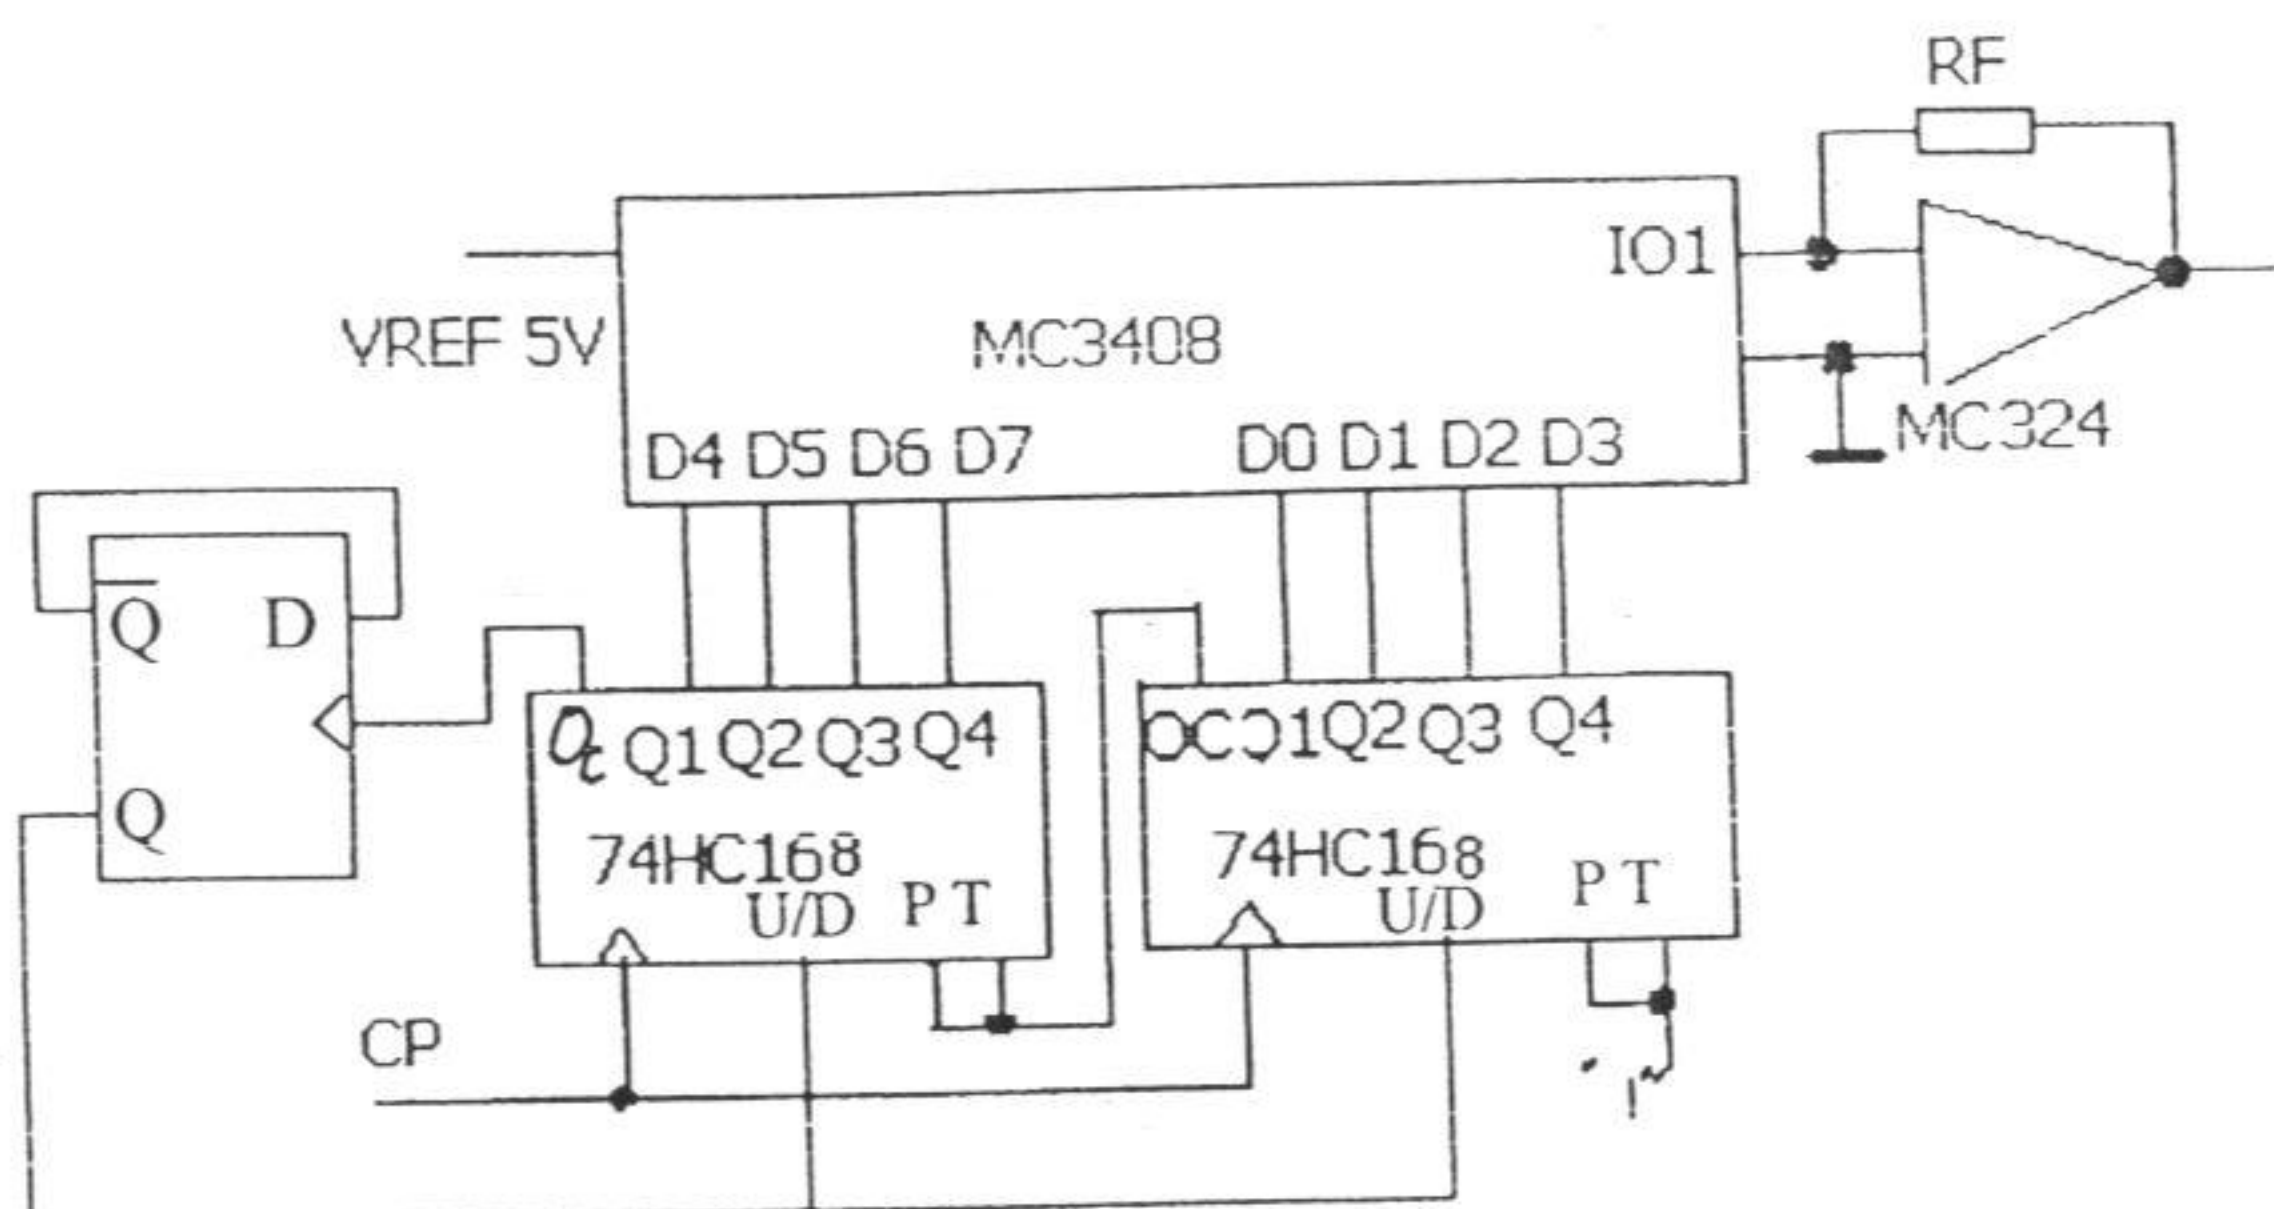 RF
IO1
VREF 5V
MC3408
MC324
D4 D5 D6 D7 D0 D1 D2 D3
Q D
Q
Q1 Q2 Q3 Q4
Q2 Q3 Q4
74HC168
74HC168
U/D P T
U/D P T
CP